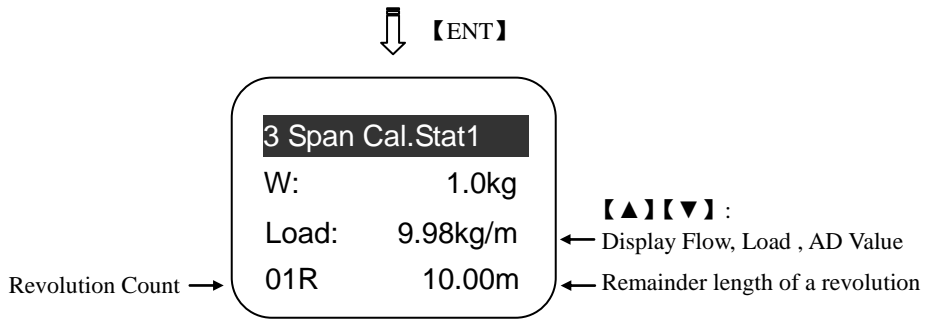 【ENT】
3 Span Cal.Stat1
W: 1.0kg
Load: 9.98kg/m
01R 10.00m
【▲】【▼】:
Display Flow, Load , AD Value
Revolution Count
Remainder length of a revolution